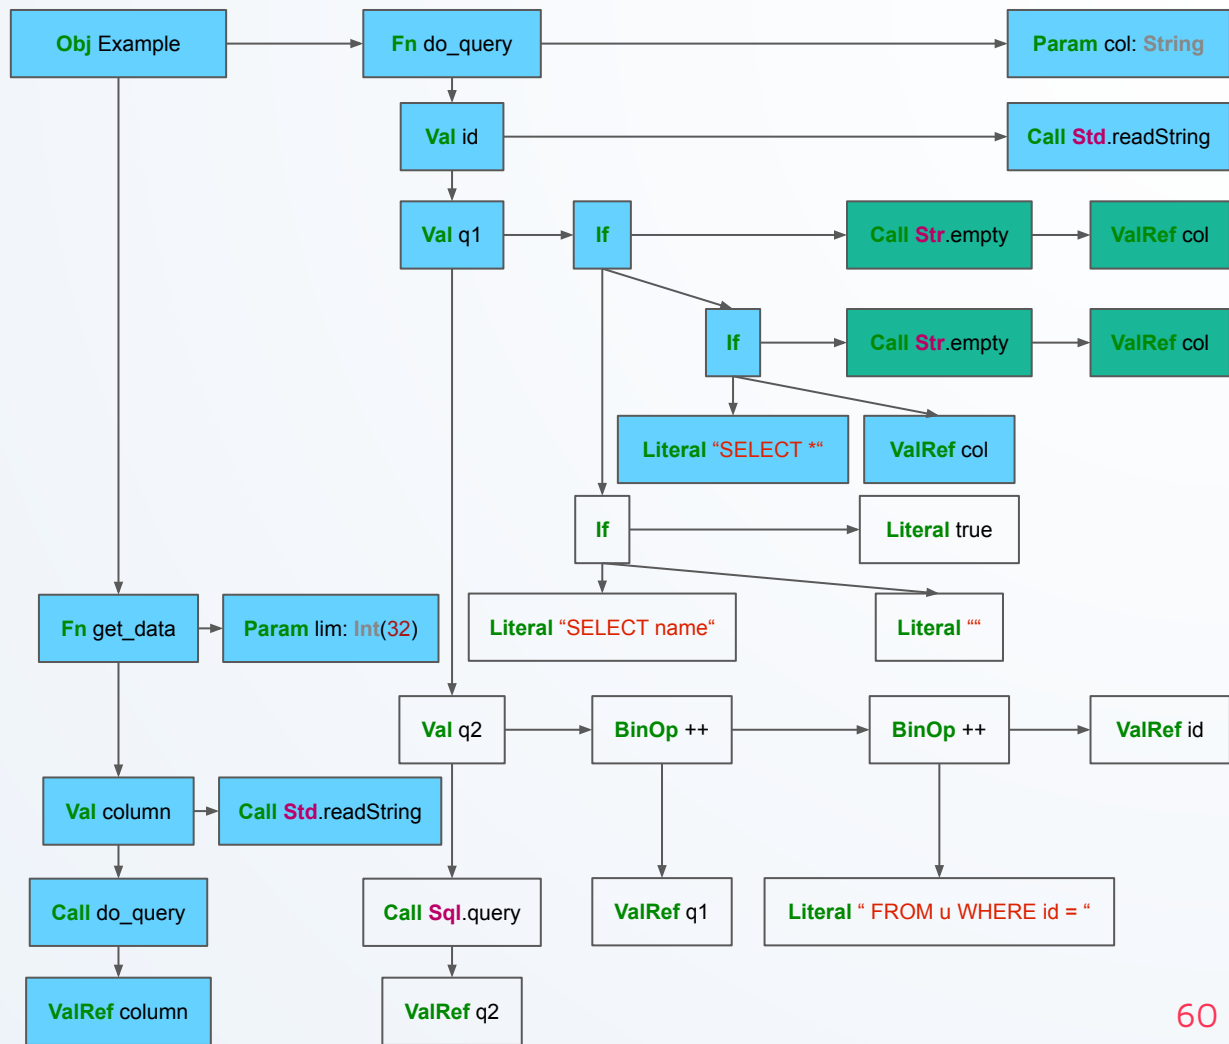 Obj Example
Fn do_query
Param col: String
Val id
Call Std.readString
Val q1
If
Call Str.empty
ValRef col
If
Call Str.empty
ValRef col
Literal “SELECT *“
ValRef col
If
Literal true
Fn get_data
Param lim: Int(32)
Literal “SELECT name“
Literal ““
Val q2
BinOp ++
BinOp ++
ValRef id
Val column
Call Std.readString
Call do_query
Call Sql.query
ValRef q1
Literal “ FROM u WHERE id = “
ValRef column
ValRef q2
60